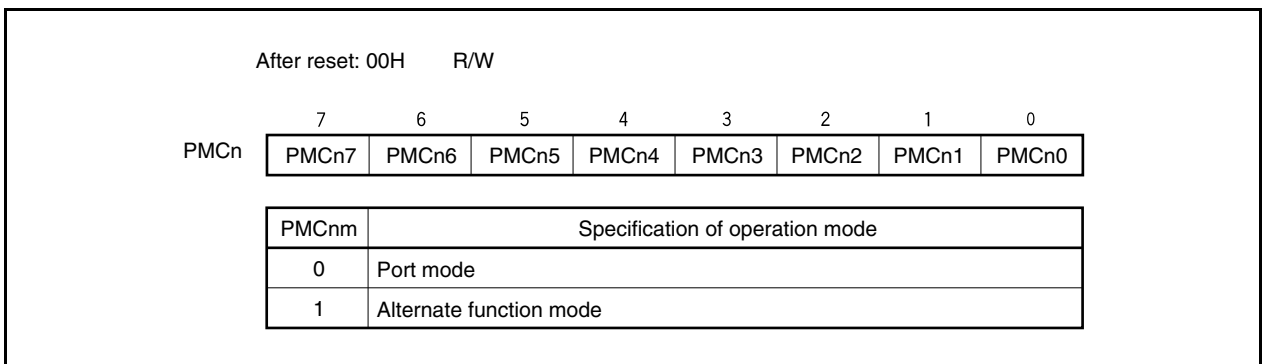 After reset: 00H R/W
7 6 5 4 3 2 1 0
PMCn PMCn7 PMCn6 PMCn5 PMCn4 PMCn3 PMCn2 PMCn1 PMCn0
PMCnm Specification of operation mode
0 Port mode
1 Alternate function mode